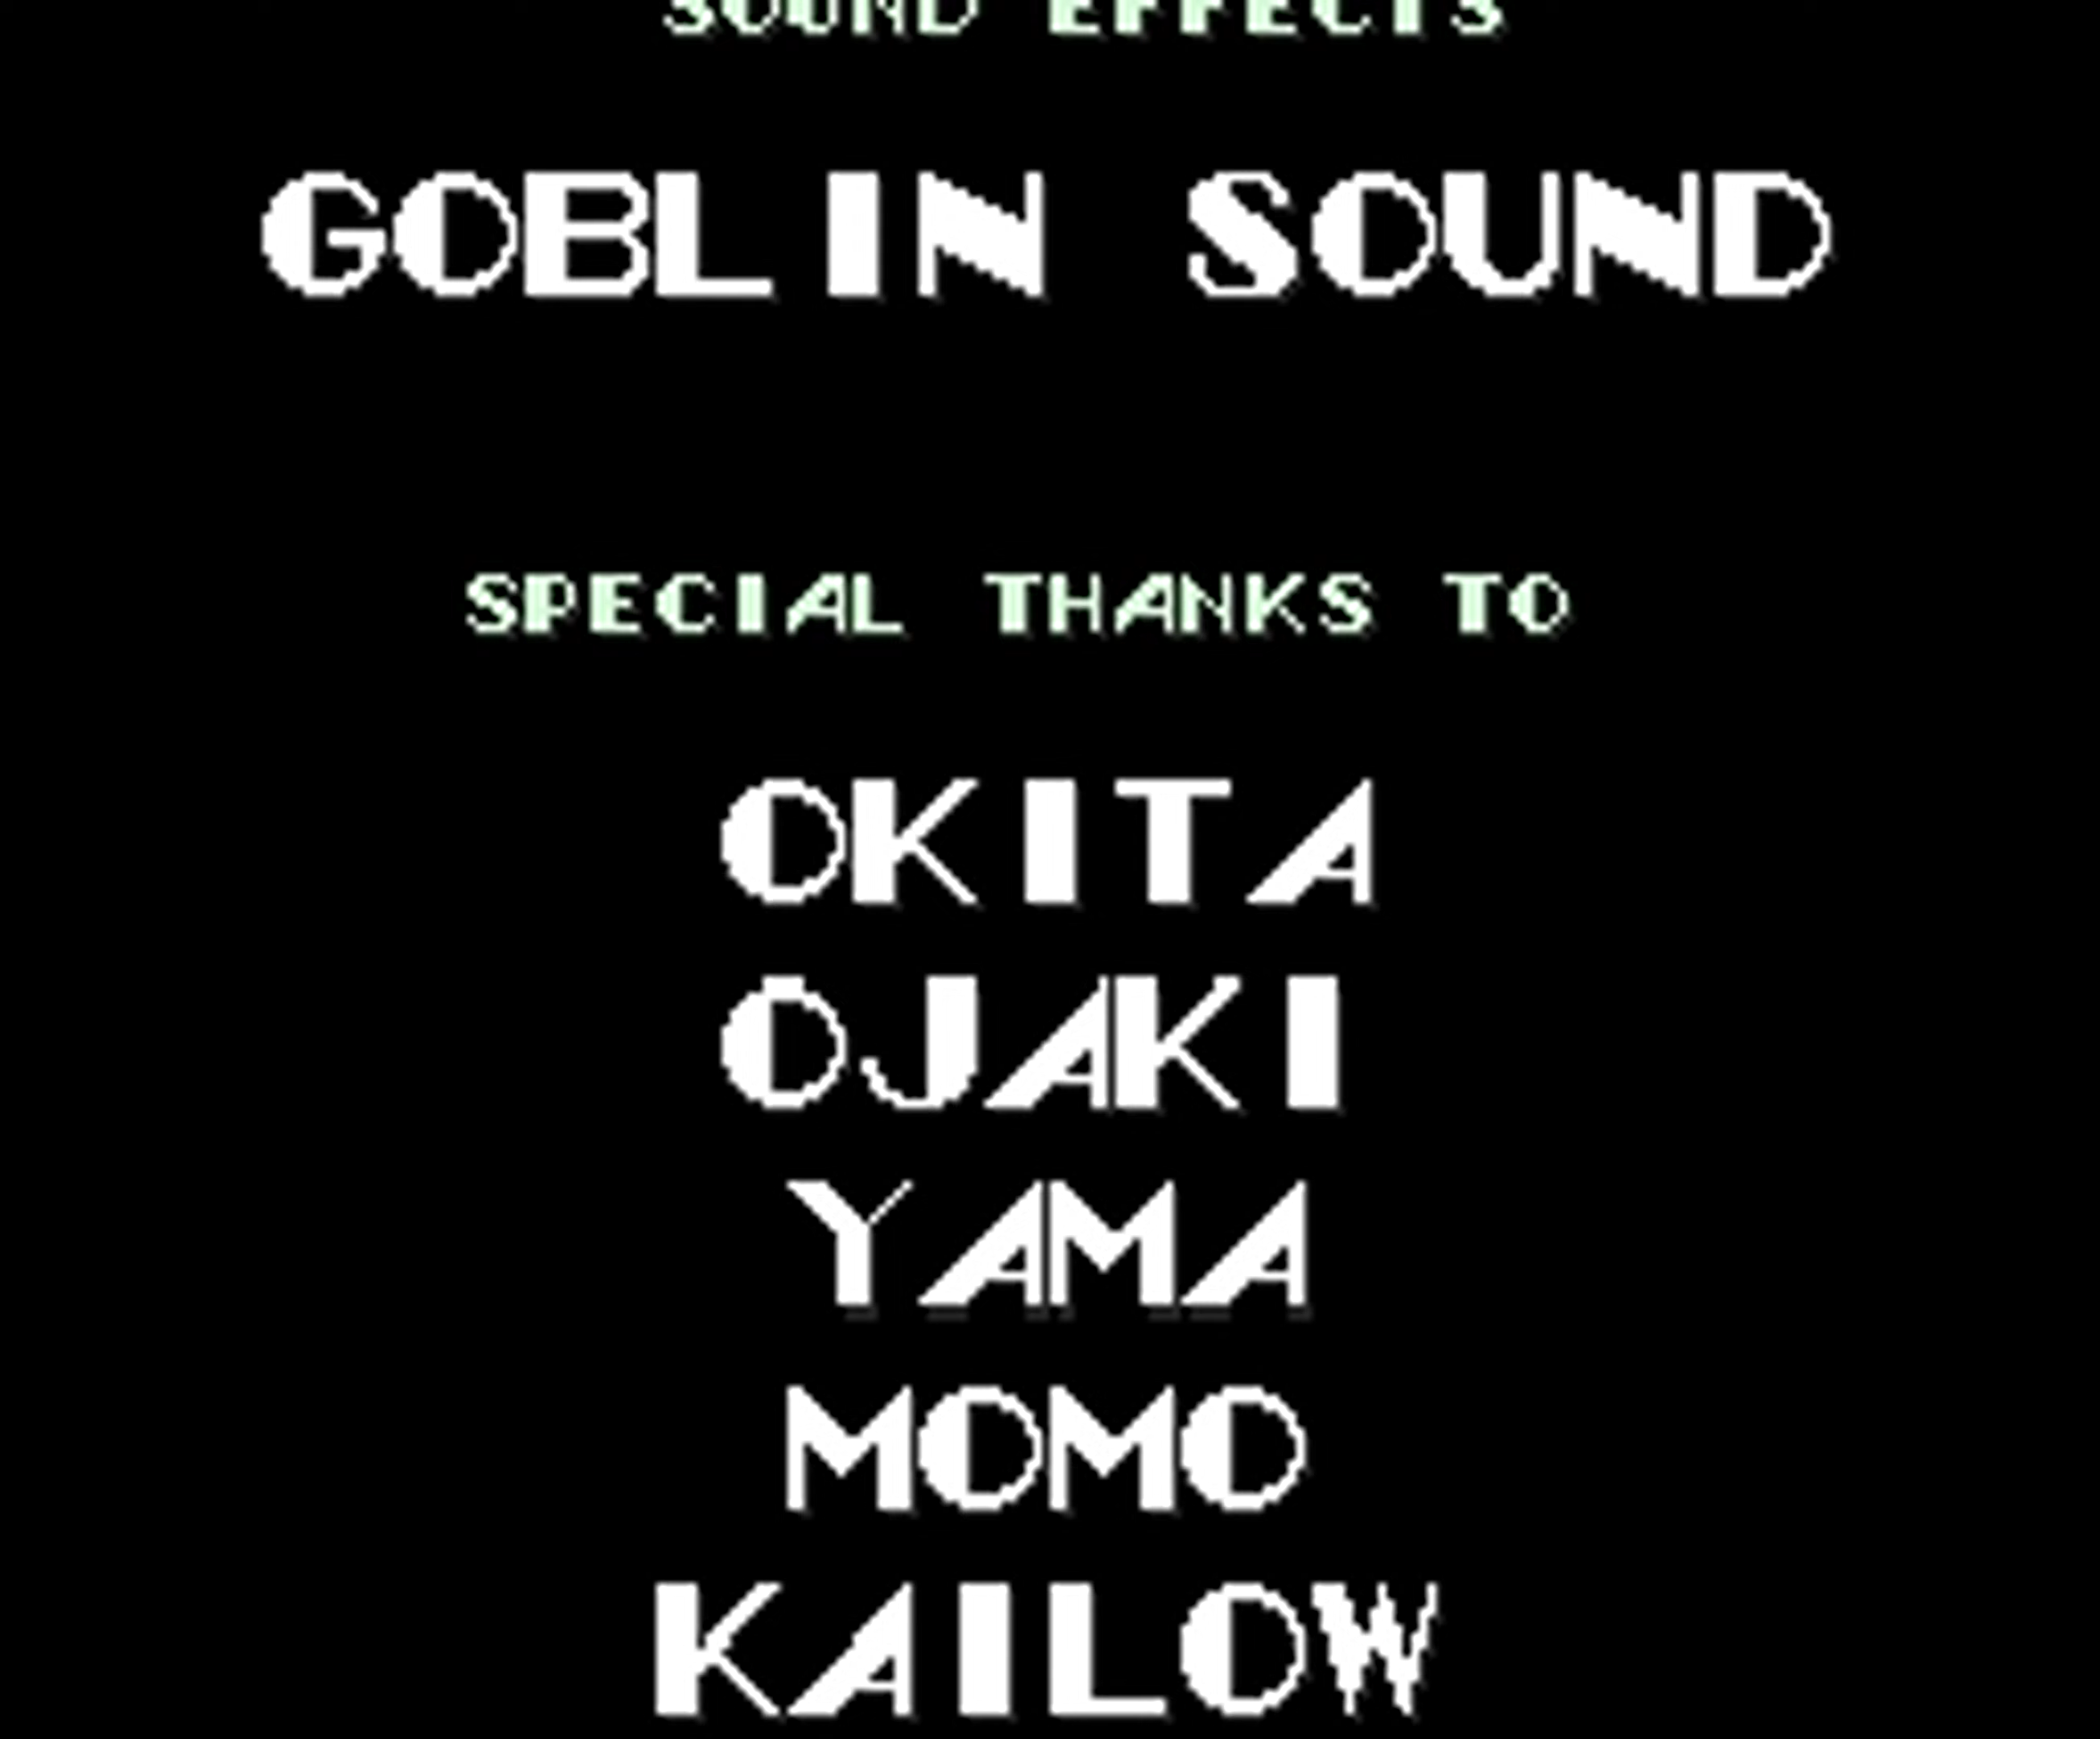 SOUND EFFECTS
GOBLIN SOUND
SPECIAL THANKS TO
OKITA
OJAKI
YAMA
MOMO
KAILOW